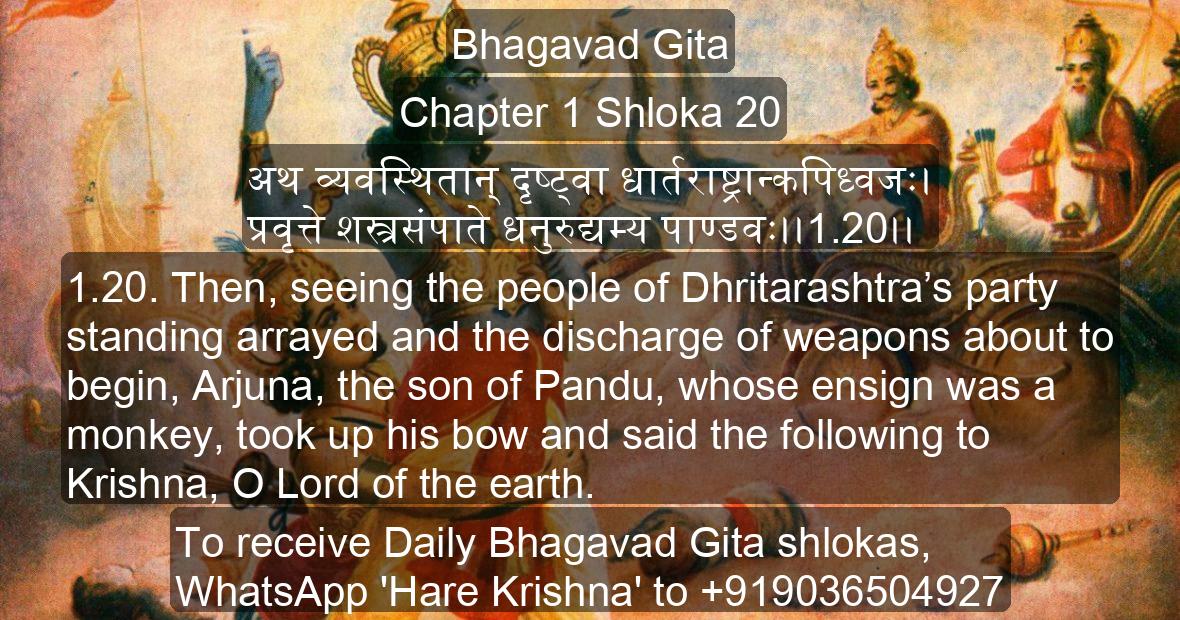 Bhagavad Gita
Chapter 1 Shloka 20
अथ व्यवस्थितान् दृष्ट्वा धार्तराष्ट्रान्कपिध्वजः।
प्रवृत्ते शस्त्रसंपाते धनुरुद्यम्य पाण्डवः।।1.20।।
1.20. Then, seeing the people of Dhritarashtra’s party
standing arrayed and the discharge of weapons about to
begin, Arjuna, the son of Pandu, whose ensign was a
monkey, took up his bow and said the following to
Krishna, O Lord of the earth.
To receive Daily Bhagavad Gita shlokas,
WhatsApp 'Hare Krishna' to +919036504927